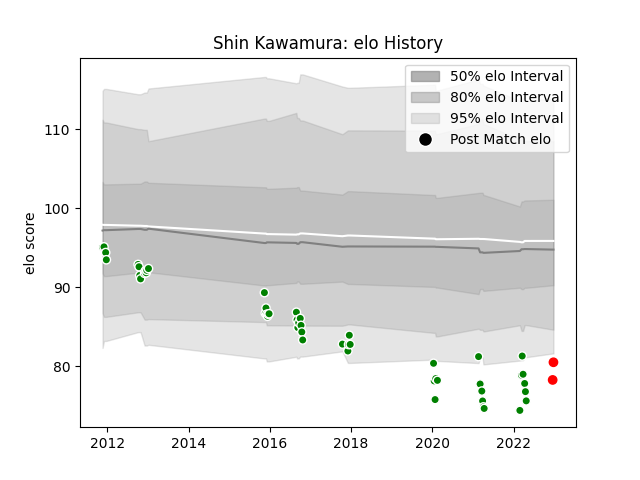 Shin Kawamura: elo History
50% elo Interval
80% elo Interval
95% elo Interval
Post Match elo
elo score
110
100
90
80
2012
2014
2016
2018
2020
2022